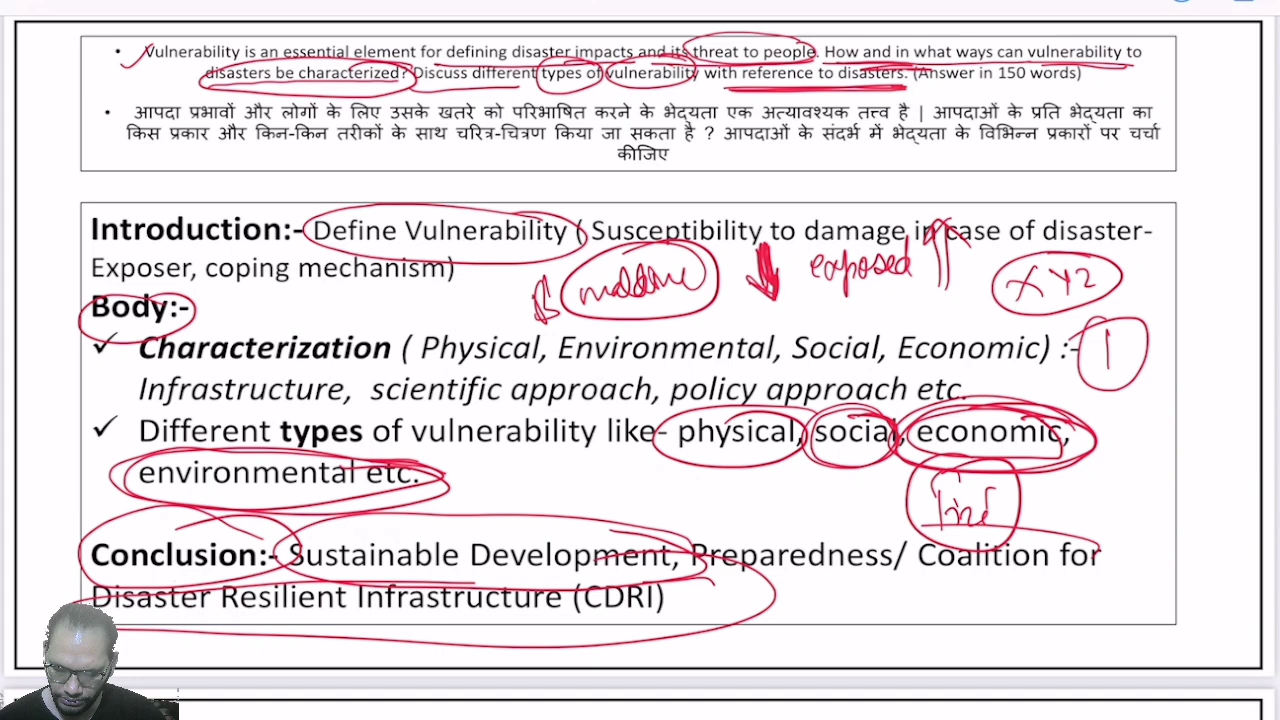 • Vulnerability is an essential element for defining disaster impacts and its threat to people. How and in what ways can vulnerability to
disasters be characterized? Discuss different types of vulnerability with reference to disasters. (Answer in 150 words)
• आपदा प्रभावों और लोगों के लिए उसके खतरे को परिभाषित करने के भेद्यता एक अत्यावश्यक तत्त्व है | आपदाओं के प्रति भेद्यता का
किस प्रकार और किन-किन तरीकों के साथ चरित्र-चित्रण किया जा सकता है ? आपदाओं के संदर्भ में भेद्यता के विभिन्न प्रकारों पर चर्चा
कीजिए
Introduction:- Define Vulnerability ( Susceptibility to damage in case of disaster-
Exposer, coping mechanism)
exposed
XYZ
Body:-
✓ Characterization ( Physical, Environmental, Social, Economic) :-
1
Infrastructure, scientific approach, policy approach etc.
✓ Different types of vulnerability like- physical, social, economic,
environmental etc.
Conclusion:- Sustainable Development, Preparedness/ Coalition for
Disaster Resilient Infrastructure (CDRI)